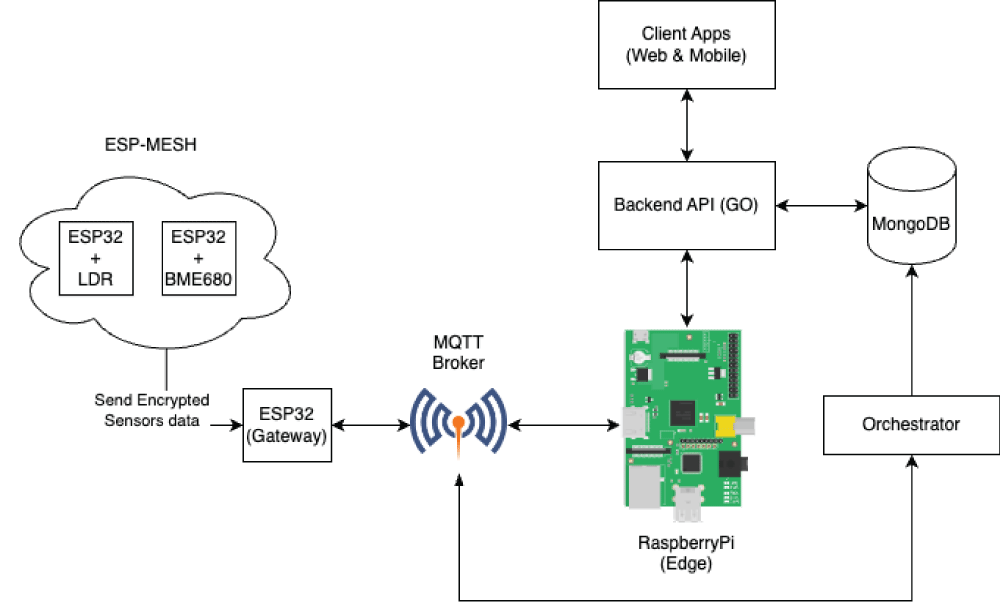 Client Apps
(Web & Mobile)
ESP-MESH
Backend API (GO)
MongoDB
ESP32
+
LDR
ESP32
+
BME680
MQTT
Broker
Send Encrypted
Sensors data
ESP32
(Gateway)
Orchestrator
RaspberryPi
(Edge)